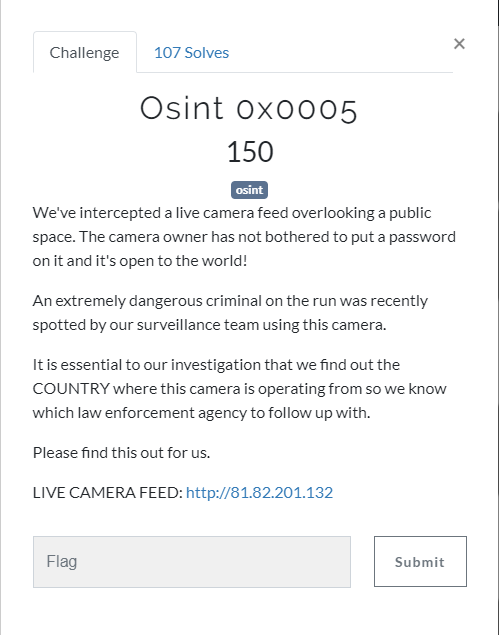 Challenge
107 Solves
×
Osint 0x0005
150
osint
We've intercepted a live camera feed overlooking a public
space. The camera owner has not bothered to put a password
on it and it's open to the world!
An extremely dangerous criminal on the run was recently
spotted by our surveillance team using this camera.
It is essential to our investigation that we find out the
COUNTRY where this camera is operating from so we know
which law enforcement agency to follow up with.
Please find this out for us.
LIVE CAMERA FEED: http://81.82.201.132
Flag
Submit